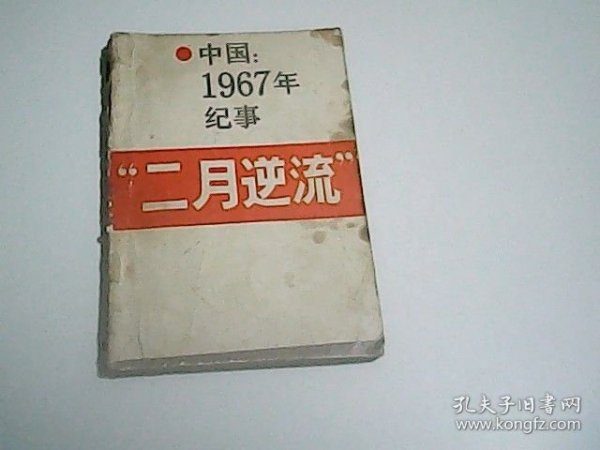 ●中国：
1967年
纪事
“二月逆流”
孔夫子旧书网
www.kongfz.com